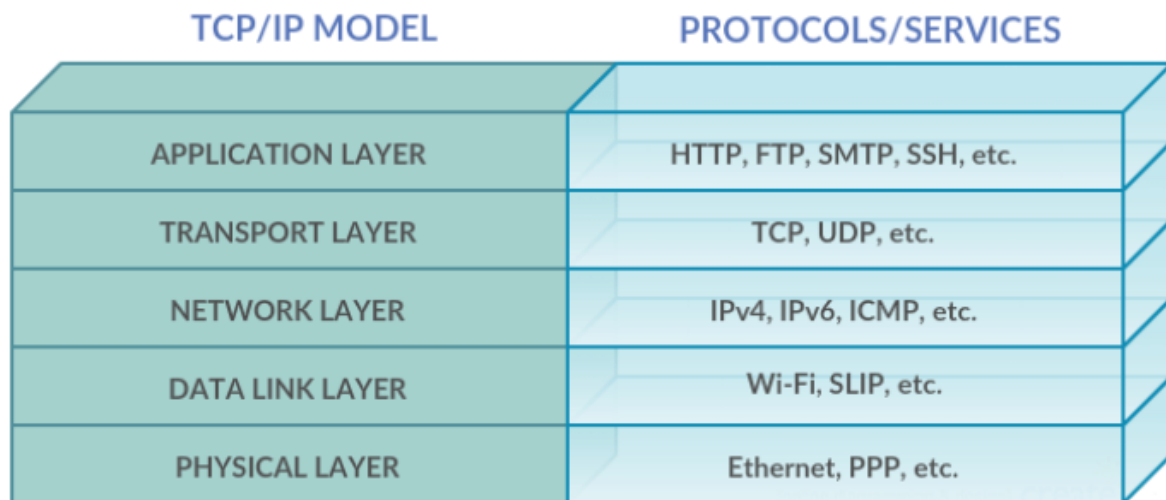 TCP/IP MODEL
PROTOCOLS/SERVICES
APPLICATION LAYER
HTTP, FTP, SMTP, SSH, etc.
TRANSPORT LAYER
TCP, UDP, etc.
NETWORK LAYER
IPv4, IPv6, ICMP, etc.
DATA LINK LAYER
Wi-Fi, SLIP, etc.
PHYSICAL LAYER
Ethernet, PPP, etc.